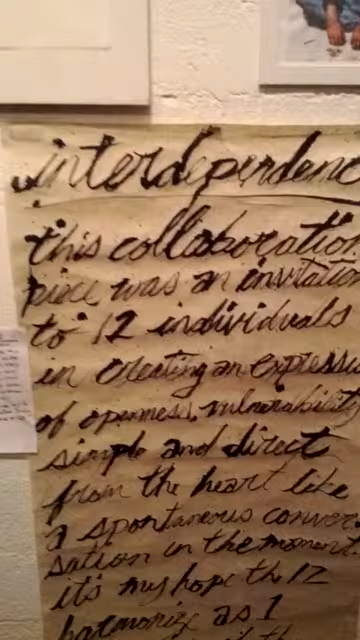 interdependenc
this collaboration
piece was an invitation
to 12 individuals
in creating an expressi
of openness, vulnerability
simple and direct
from the heart like
a spontaneous conver-
sation in the moment.
it's my hope the 12
harmonize as 1